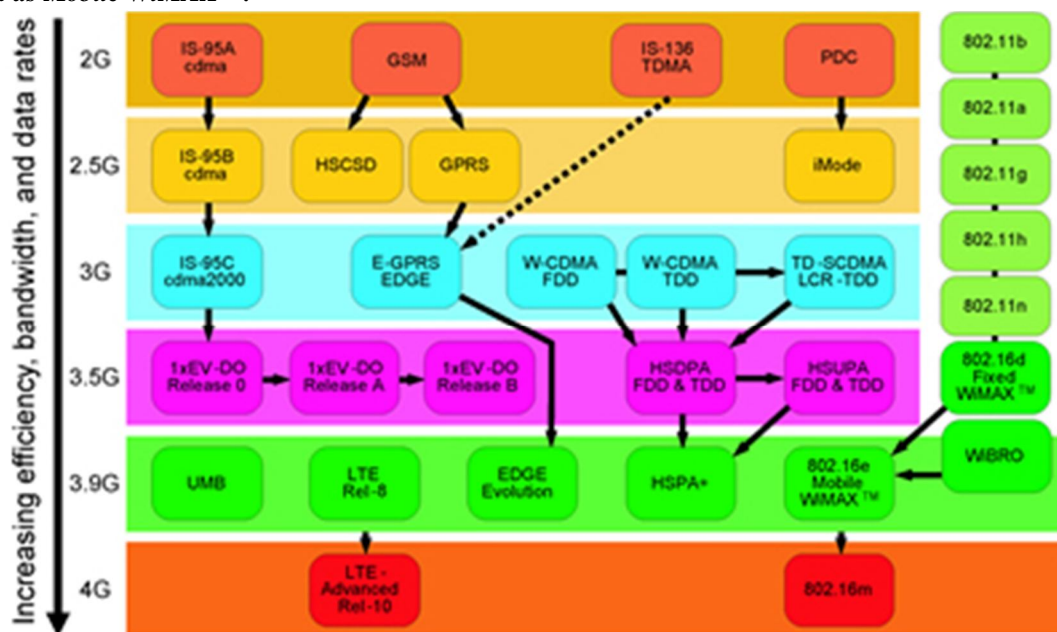 Increasing efficiency, bandwidth, and data rates
2G
IS-95A
cdma
GSM
IS-136
TDMA
PDC
802.11b
802.11a
2.5G
IS-95B
cdma
HSCSD
GPRS
iMode
802.11g
802.11h
3G
IS-95C
cdma2000
E-GPRS
EDGE
W-CDMA
FDD
W-CDMA
TDD
TD-SCDMA
LCR-TDD
802.11n
3.5G
1xEV-DO
Release 0
1xEV-DO
Release A
1xEV-DO
Release B
HSDPA
FDD & TDD
HSUPA
FDD & TDD
802.16d
Fixed
WiMAX™
3.9G
UMB
LTE
Rel-8
EDGE
Evolution
HSPA+
802.16e
Mobile
WiMAX™
WiBRO
4G
LTE-
Advanced
Rel-10
802.16m